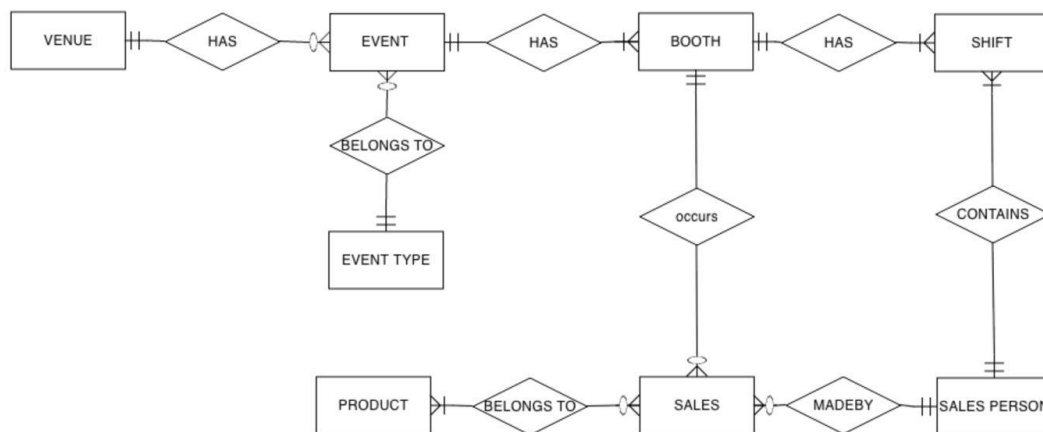 VENUE
HAS
EVENT
HAS
BOOTH
HAS
SHIFT
BELONGS TO
occurs
CONTAINS
EVENT TYPE
PRODUCT
BELONGS TO
SALES
MADEBY
SALES PERSON